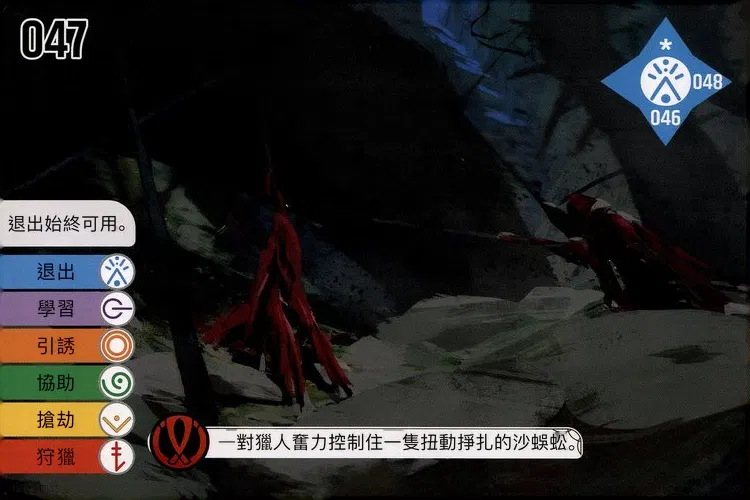 047
*
048
046
退出始終可用。
退出
學習
引誘
協助
搶劫
狩獵
一對獵人奮力控制住一隻扭動掙扎的沙蜈蚣。